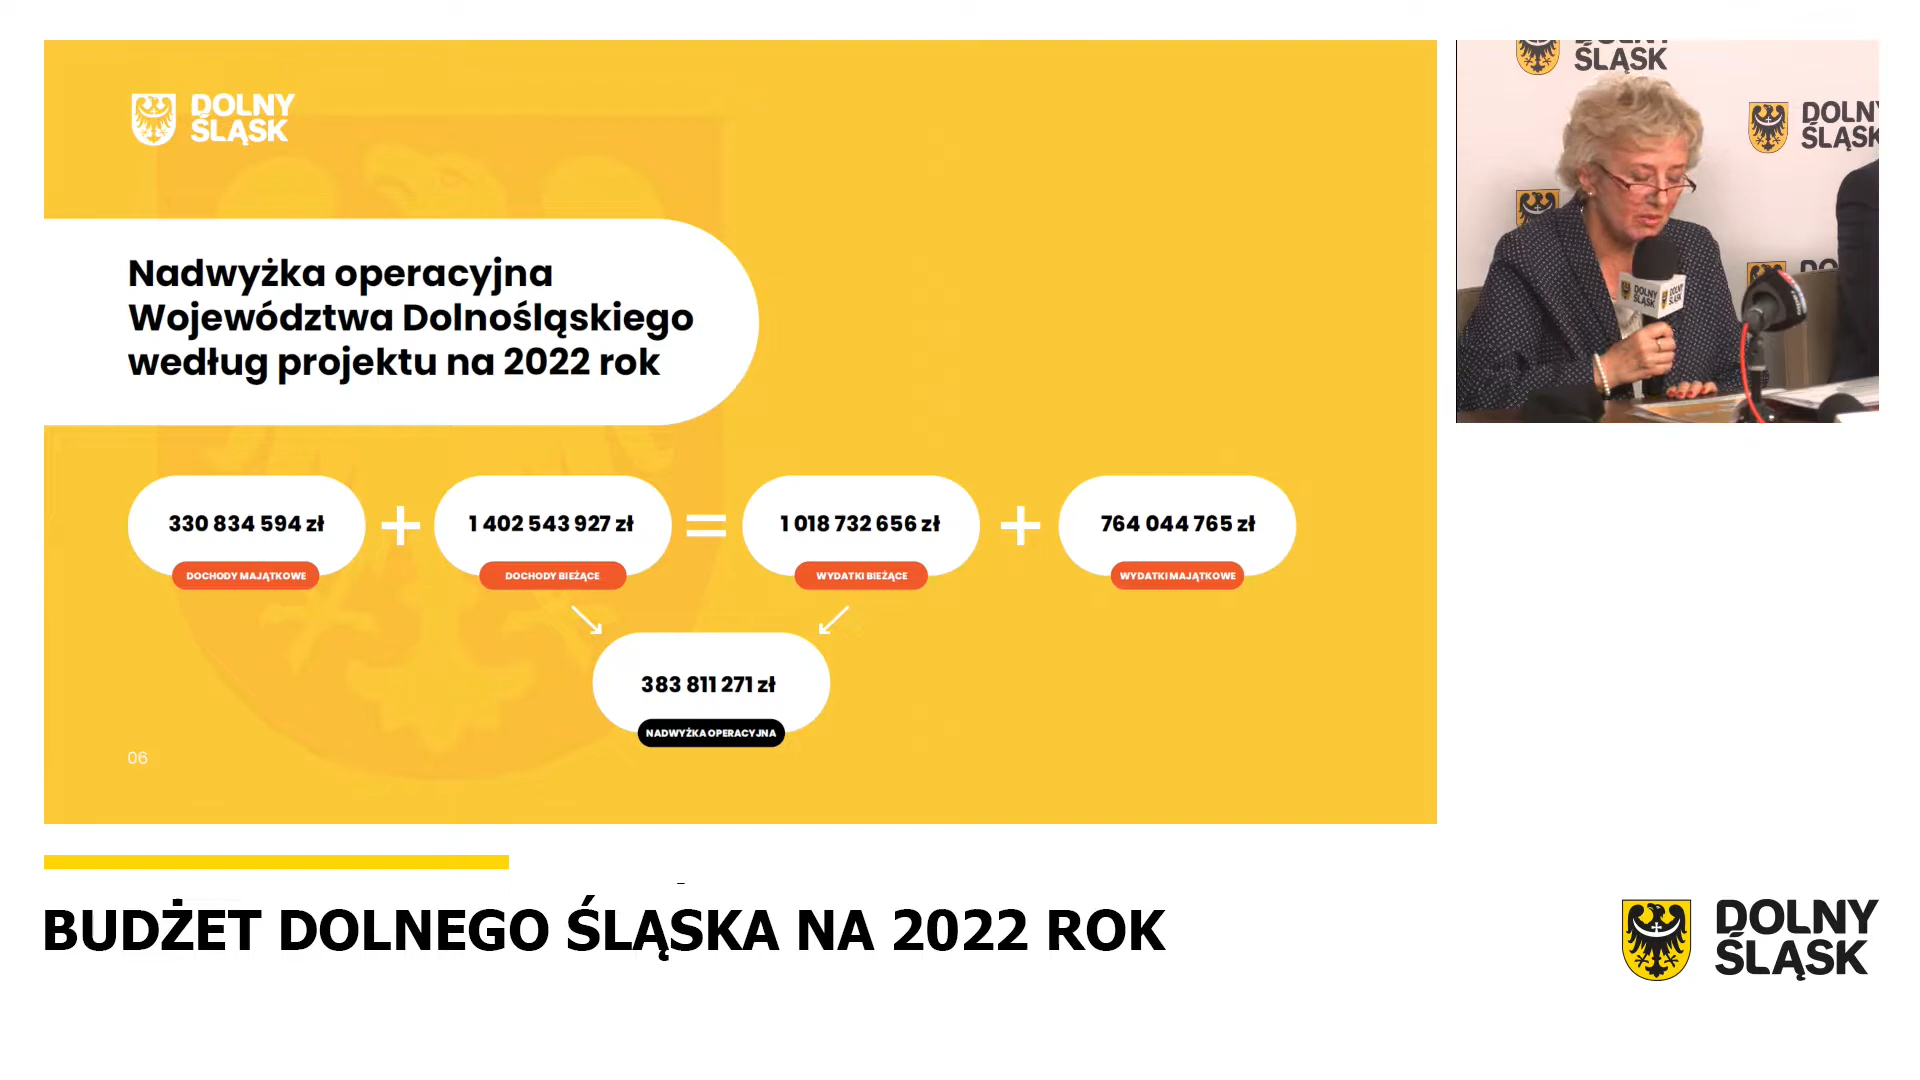 DOLNY
ŚLĄSK
Nadwyżka operacyjna
Województwa Dolnośląskiego
według projektu na 2022 rok
330 834 594 zł + 1 402 543 927 zł = 1 018 732 656 zł + 764 044 765 zł
DOCHODY MAJĄTKOWE DOCHODY BIEŻĄCE WYDATKI BIEŻĄCE WYDATKI MAJĄTKOWE
383 811 271 zł
NADWYŻKA OPERACYJNA
06
ŚLĄSK
DOLN
ŚLĄSK
DOLNY
ŚLĄSK
BUDŻET DOLNEGO ŚLĄSKA NA 2022 ROK
DOLNY
ŚLĄSK